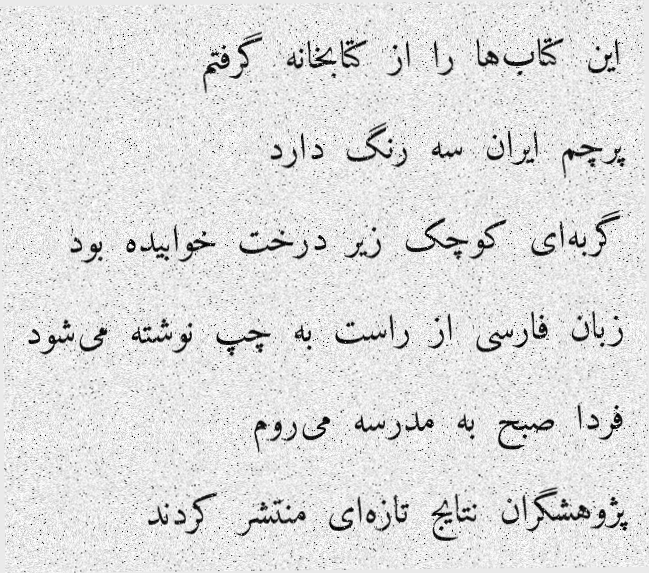 این کتاب‌ها را از کتابخانه گرفتم
پرچم ایران سه رنگ دارد
گربه‌ای کوچک زیر درخت خوابیده بود
زبان فارسی از راست به چپ نوشته می‌شود
فردا صبح به مدرسه می‌روم
پژوهشگران نتایج تازه‌ای منتشر کردند